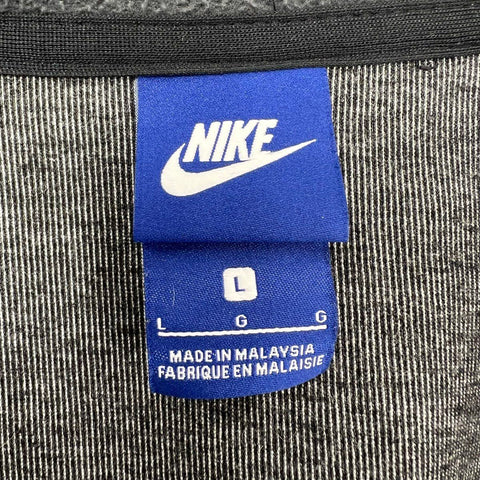 NIKE
L
L G G
MADE IN MALAYSIA
FABRIQUE EN MALAISIE